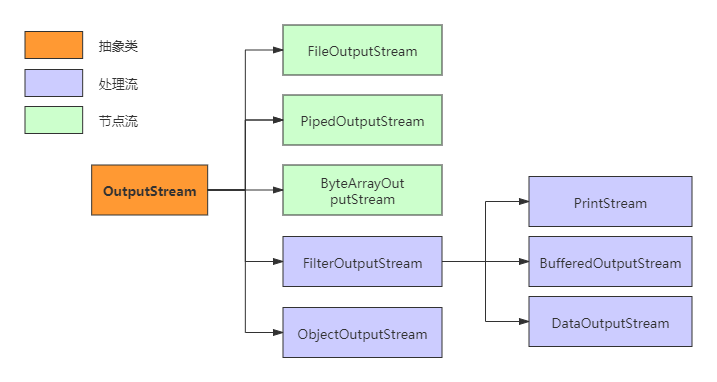 抽象类
处理流
节点流
OutputStream
FileOutputStream
PipedOutputStream
ByteArrayOut
putStream
FilterOutputStream
ObjectOutputStream
PrintStream
BufferedOutputStream
DataOutputStream